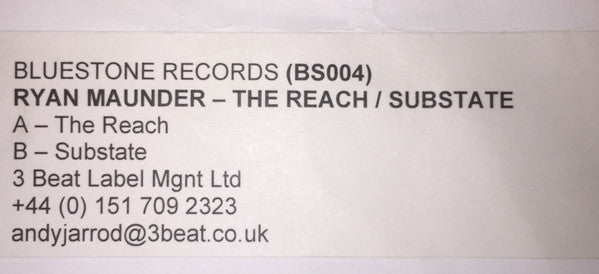 BLUESTONE RECORDS (BS004)
RYAN MAUNDER – THE REACH / SUBSTATE
A – The Reach
B – Substate
3 Beat Label Mgnt Ltd
+44 (0) 151 709 2323
andyjarrod@3beat.co.uk